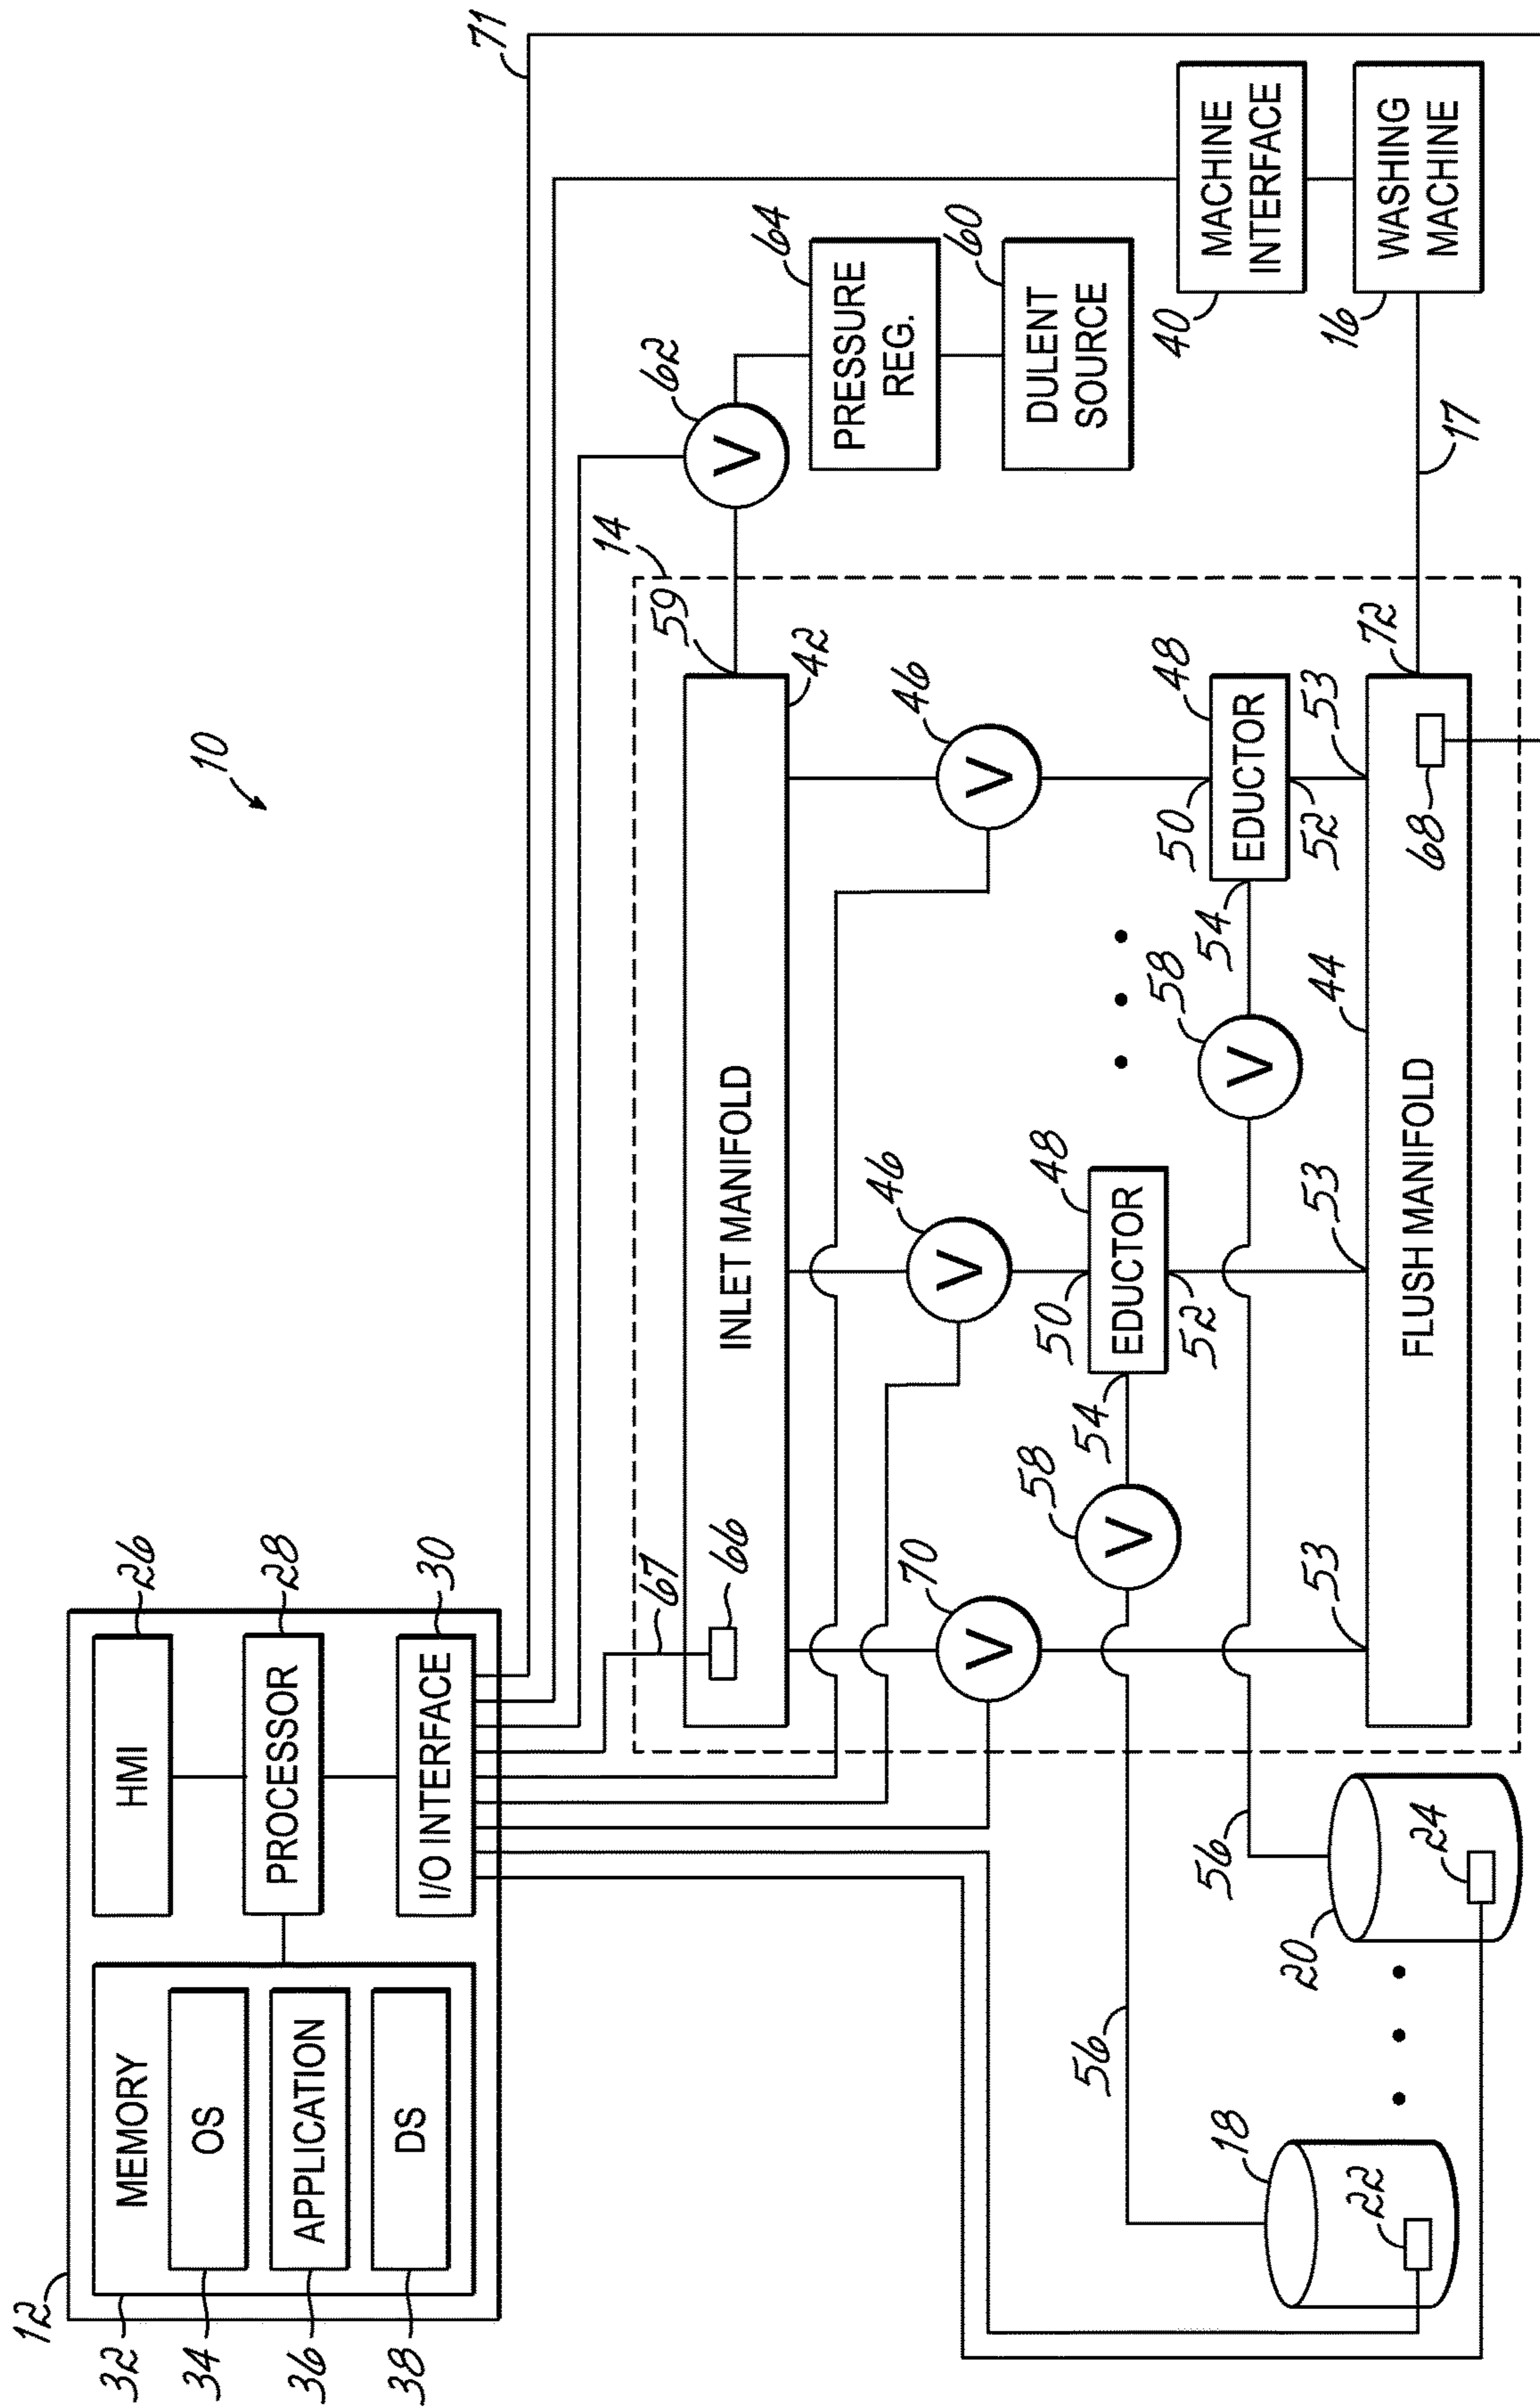 10
12
32
MEMORY
OS
34
APPLICATION
36
DS
38
HMI
26
PROCESSOR
28
I/O INTERFACE
30
71
14
67
66
59
INLET MANIFOLD
42
V
62
PRESSURE
REG.
64
DULENT
SOURCE
60
V
70
V
46
V
46
50
EDUCTOR
48
52
54
V
58
50
EDUCTOR
48
52
54
V
58
56
56
53
53
53
FLUSH MANIFOLD
44
68
72
17
MACHINE
INTERFACE
40
WASHING
MACHINE
16
18
22
20
24